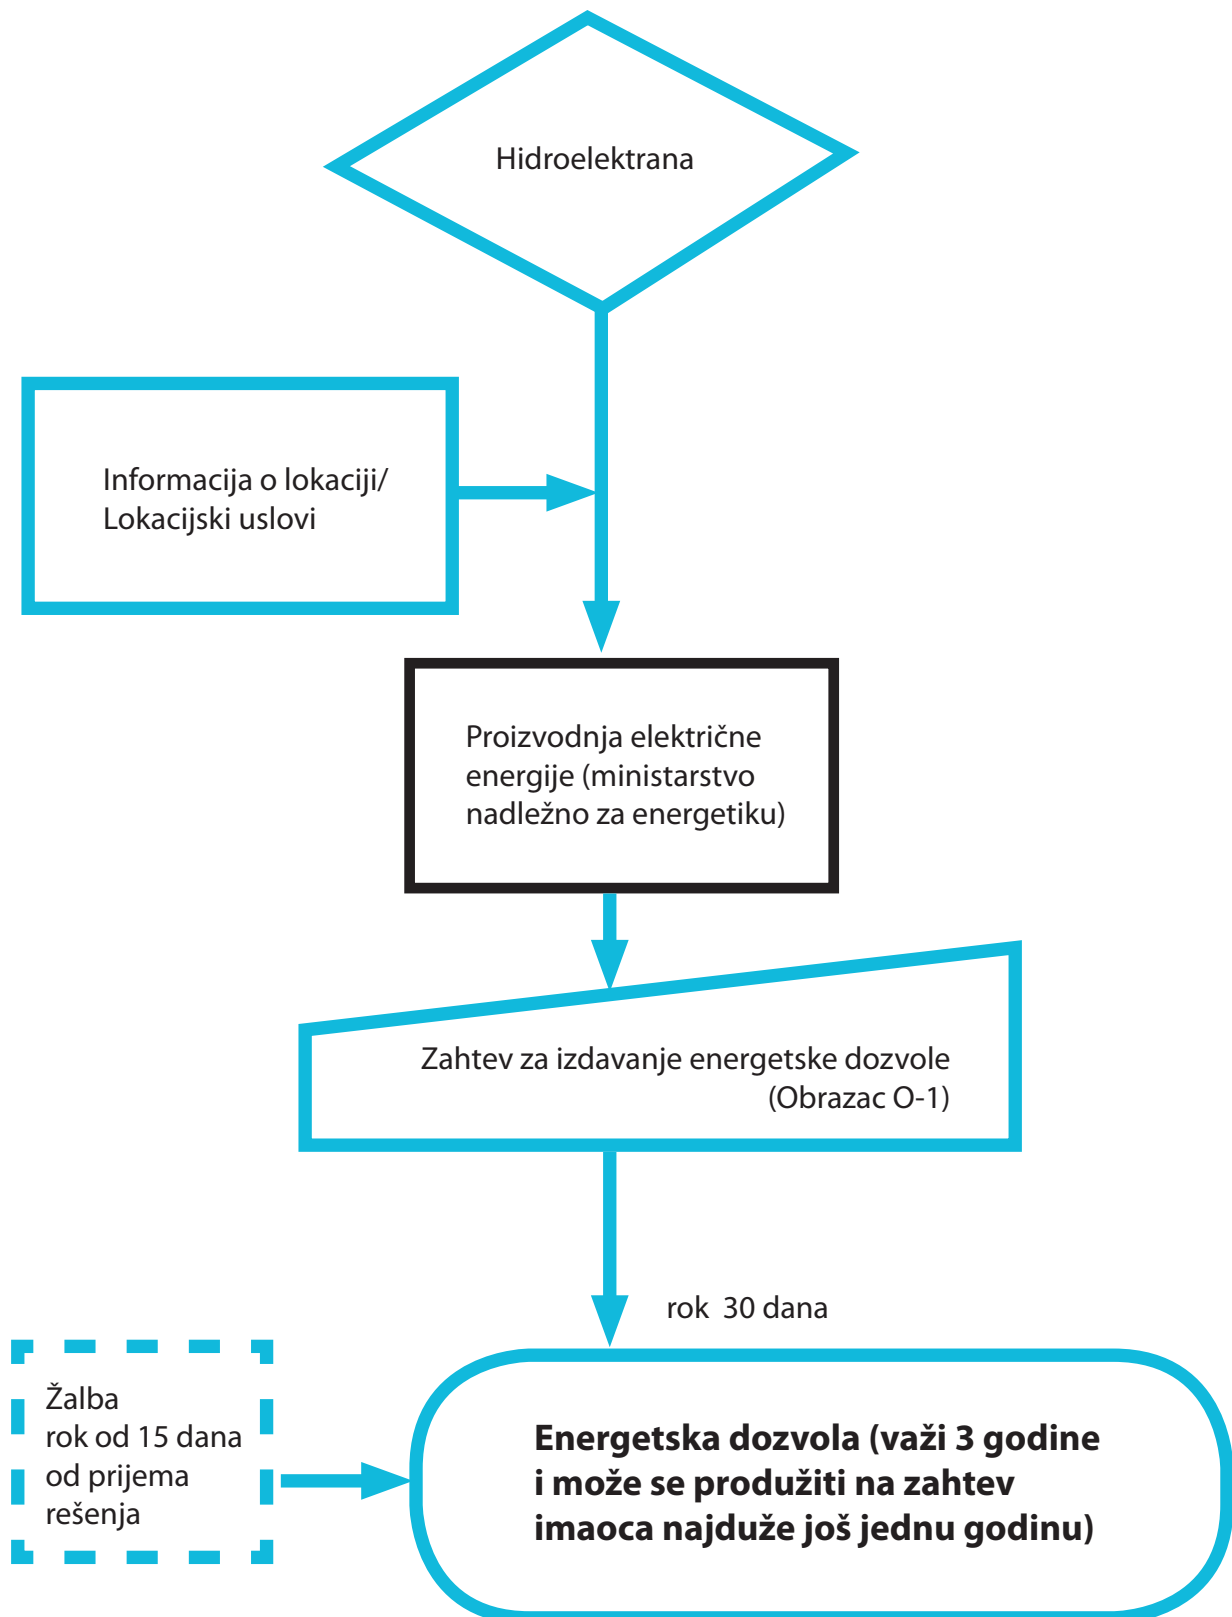 Hidroelektrana
Informacija o lokaciji/
Lokacijski uslovi
Proizvodnja električne
energije (ministarstvo
nadležno za energetiku)
Zahtev za izdavanje energetske dozvole
(Obrazac O-1)
rok 30 dana
Žalba
rok od 15 dana
od prijema
rešenja
Energetska dozvola (važi 3 godine
i može se produžiti na zahtev
imaoca najduže još jednu godinu)